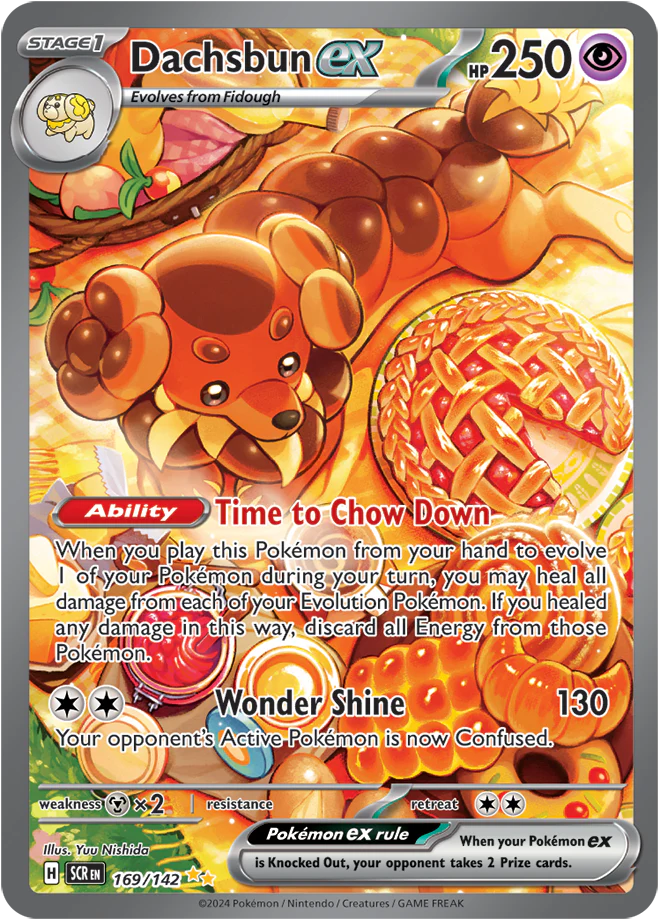 STAGE1
Dachsbun ex
HP 250
Evolves from Fidough
Ability
Time to Chow Down
When you play this Pokémon from your hand to evolve
1 of your Pokémon during your turn, you may heal all
damage from each of your Evolution Pokémon. If you healed
any damage in this way, discard all Energy from those
Pokémon.
Wonder Shine 130
Your opponent's Active Pokémon is now Confused.
weakness ×2 resistance retreat
Illus. Yuu Nishida
Pokémon ex rule
When your Pokémon ex
is Knocked Out, your opponent takes 2 Prize cards.
H SCR EN 169/142
©2024 Pokémon / Nintendo / Creatures / GAME FREAK